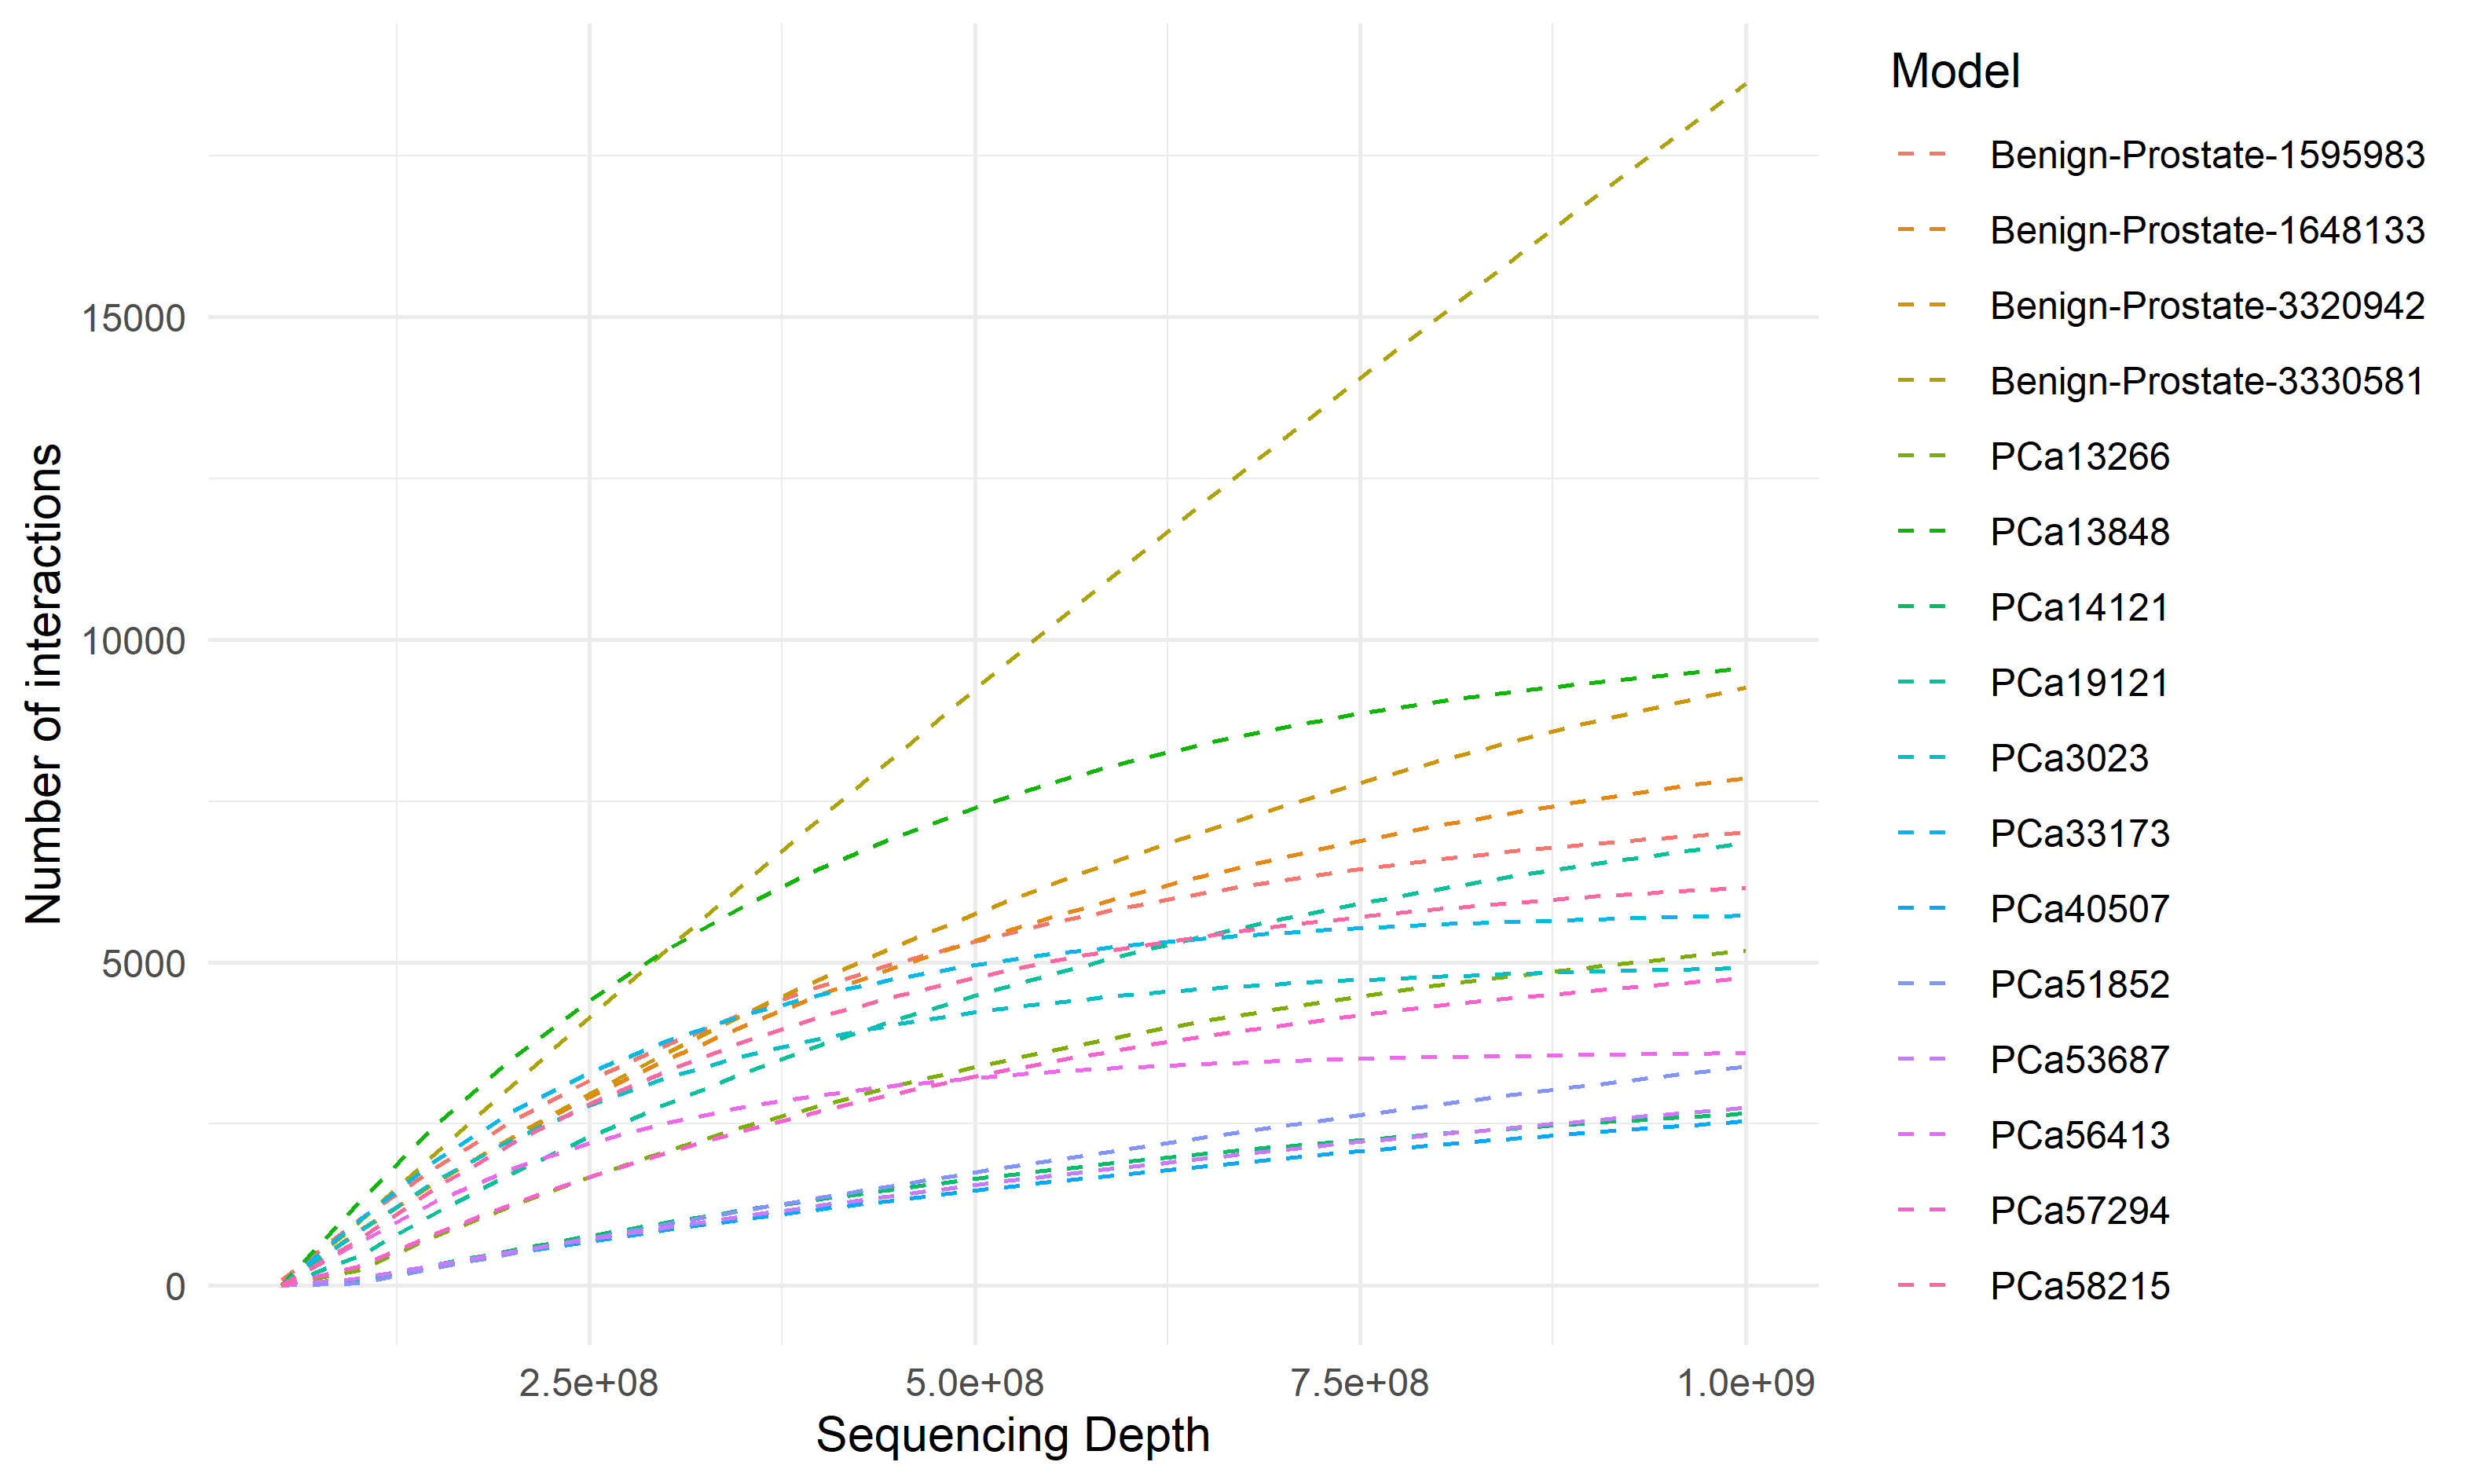 Number of interactions
15000
10000
5000
0
2.5e+08
5.0e+08
7.5e+08
1.0e+09
Sequencing Depth
Model
Benign-Prostate-1595983
Benign-Prostate-1648133
Benign-Prostate-3320942
Benign-Prostate-3330581
PCa13266
PCa13848
PCa14121
PCa19121
PCa3023
PCa33173
PCa40507
PCa51852
PCa53687
PCa56413
PCa57294
PCa58215